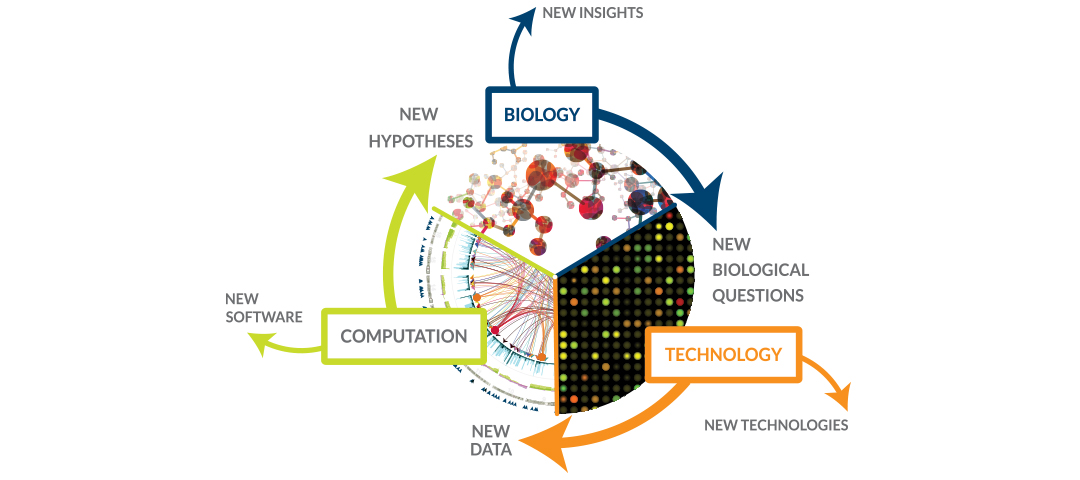 NEW INSIGHTS
BIOLOGY
NEW
HYPOTHESES
NEW
BIOLOGICAL
QUESTIONS
NEW
SOFTWARE
COMPUTATION
TECHNOLOGY
NEW TECHNOLOGIES
NEW
DATA